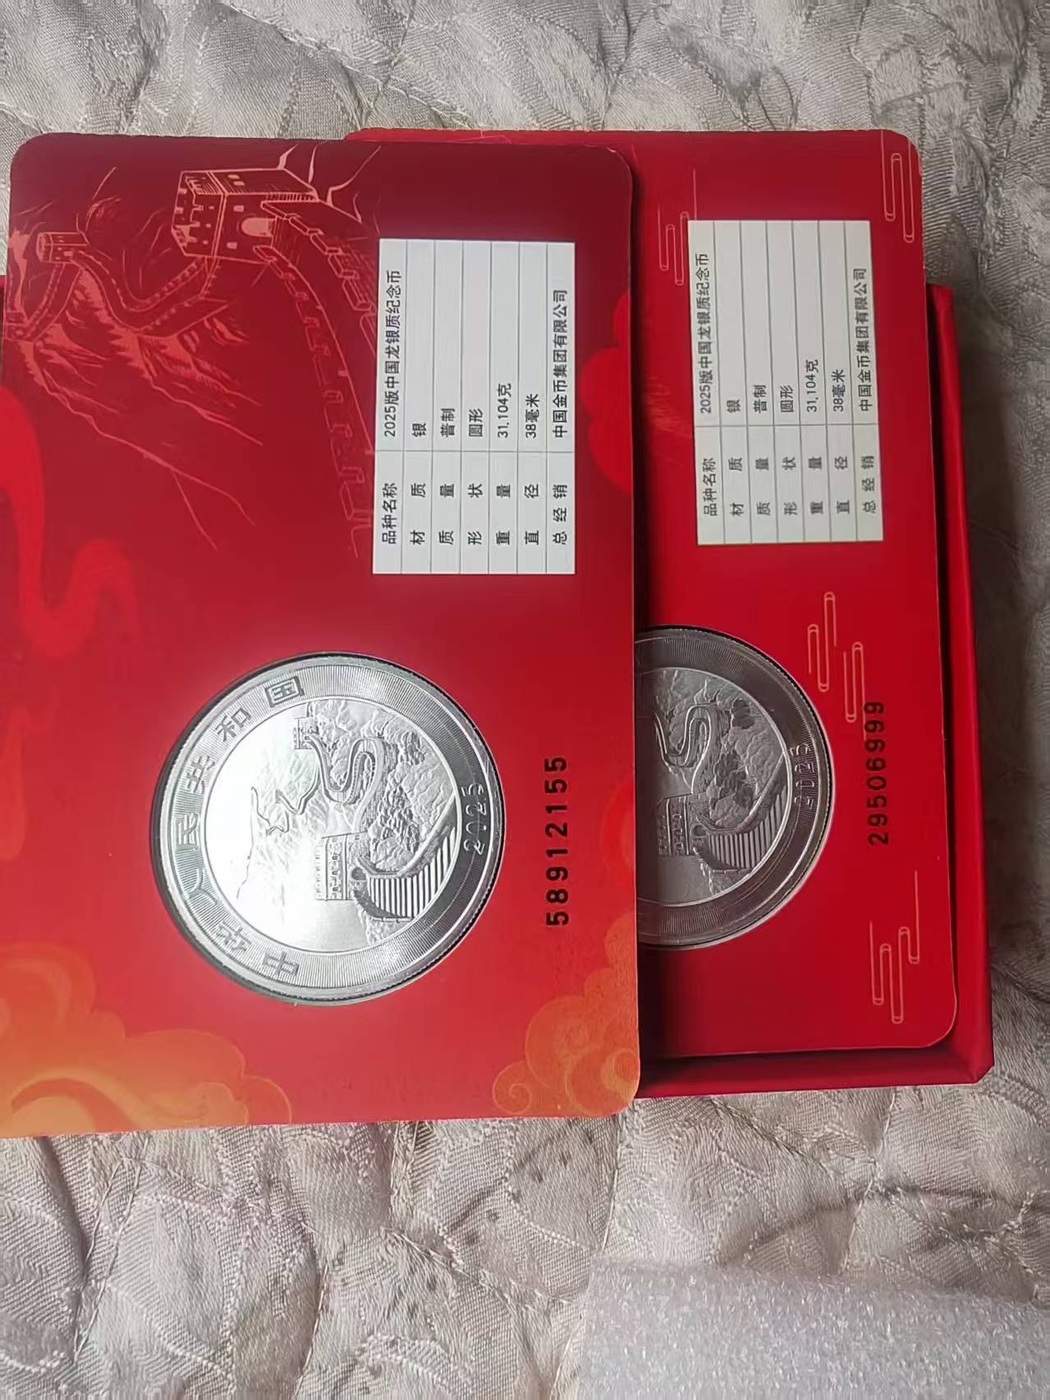 品种名称 2025版中国龙银质纪念币
材质 银
质量 普制
形状 圆形
重量 31.104克
直径 38毫米
总经销 中国金币集团有限公司
中华人民共和国
2025
58912155
品种名称 2025版中国龙银质纪念币
材质 银
质量 普制
形状 圆形
重量 31.104克
直径 38毫米
总经销 中国金币集团有限公司
2025
29506999